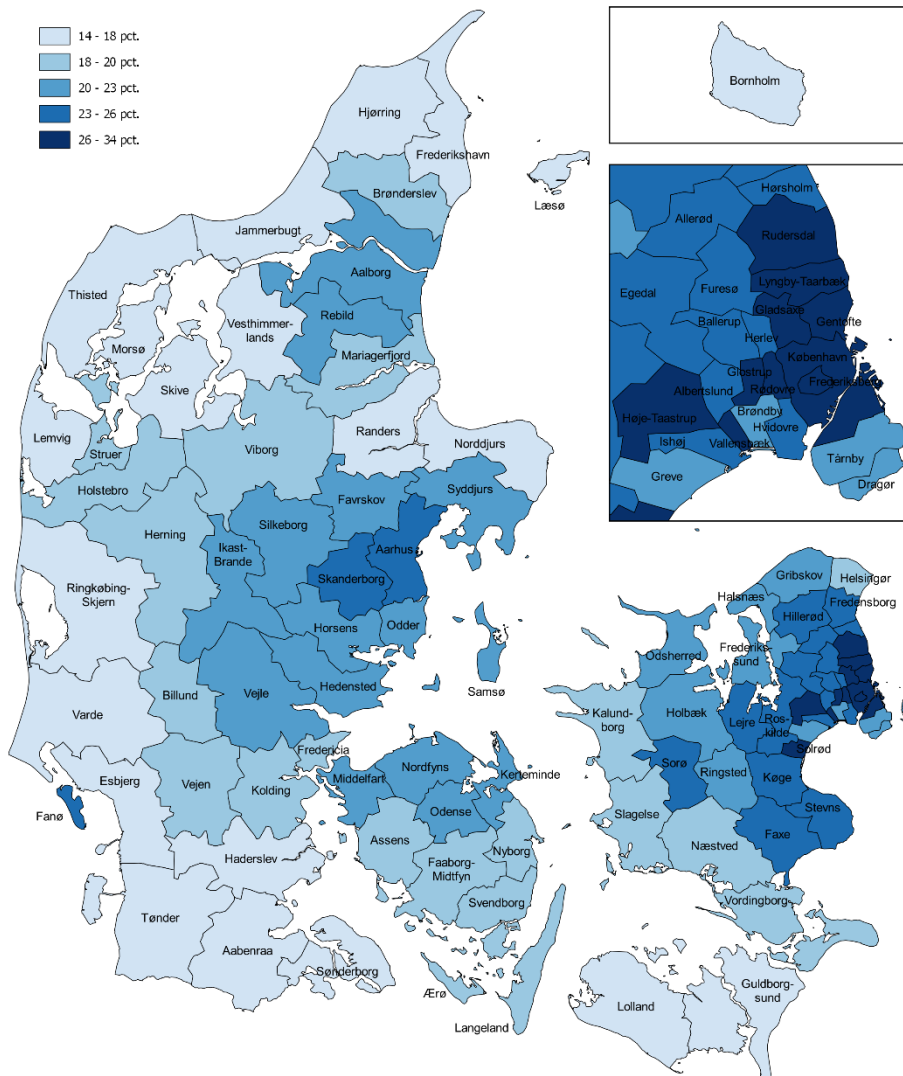 14 - 18 pct.
18 - 20 pct.
20 - 23 pct.
23 - 26 pct.
26 - 34 pct.
Hjørring
Frederikshavn
Brønderslev
Læsø
Jammerbugt
Aalborg
Thisted
Vesthimmer-
lands
Rebild
Morsø
Mariagerfjord
Skive
Lemvig
Struer
Viborg
Randers
Norddjurs
Holstebro
Favrskov
Syddjurs
Herning
Silkeborg
Ikast-
Brande
Aarhus
Skanderborg
Ringkøbing-
Skjern
Horsens
Odder
Samsø
Hedensted
Billund
Vejle
Varde
Fredericia
Esbjerg
Vejen
Kolding
Middelfart
Nordfyns
Kerteminde
Fanø
Odense
Assens
Nyborg
Faaborg-
Midtfyn
Haderslev
Svendborg
Tønder
Aabenraa
Sønderborg
Ærø
Langeland
Bornholm
Hørsholm
Allerød
Rudersdal
Egedal
Furesø
Lyngby-Taarbæk
Gladsaxe
Gentofte
Ballerup
Herlev
København
Glostrup
Rødovre
Frederiksberg
Albertslund
Høje-Taastrup
Brøndby
Hvidovre
Ishøj
Vallensbæk
Greve
Tårnby
Dragør
Gribskov
Helsingør
Halsnæs
Hillerød
Fredensborg
Odsherred
Frederiks-
sund
Kalund-
borg
Holbæk
Lejre
Ros-
kilde
Solrød
Sorø
Ringsted
Køge
Stevns
Slagelse
Næstved
Faxe
Vordingborg
Guldborg-
sund
Lolland